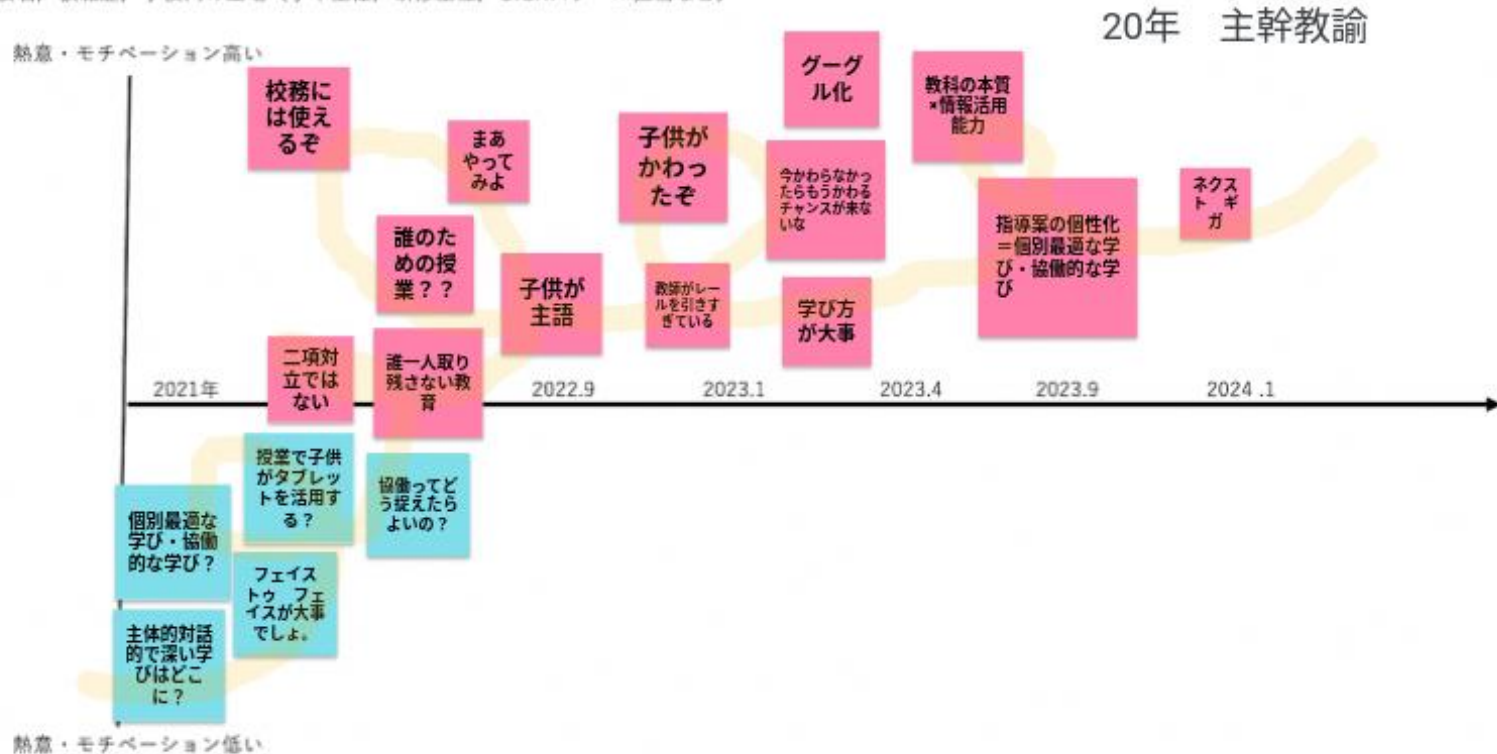 20年　主幹教諭
熱意・モチベーション高い
校務に
は使え
るぞ
まあ
やって
みよ
誰のた
めの授
業？？
子供が
主語
子供が
かわっ
たぞ
教師がレー
ルを引きす
ぎている
グーグ
ル化
今かわらなかっ
たらもうかわる
チャンスが来な
いな
学び方
が大事
教科の本質
×情報活用
能力
指導案の個性化
＝個別最適な学
び・協働的な学
び
ネクス
ト　ギ
ガ
二項対
立では
ない
誰一人取り
残さない教
育
2021年
2022.9
2023.1
2023.4
2023.9
2024 .1
個別最適な
学び・協働
的な学び？
授業で子供
がタブレッ
トを活用す
る？
協働ってど
う捉えたら
よいの？
フェイス
トゥ　フェ
イスが大事
でしょ。
主体的対話
的で深い学
びはどこ
に？
熱意・モチベーション低い